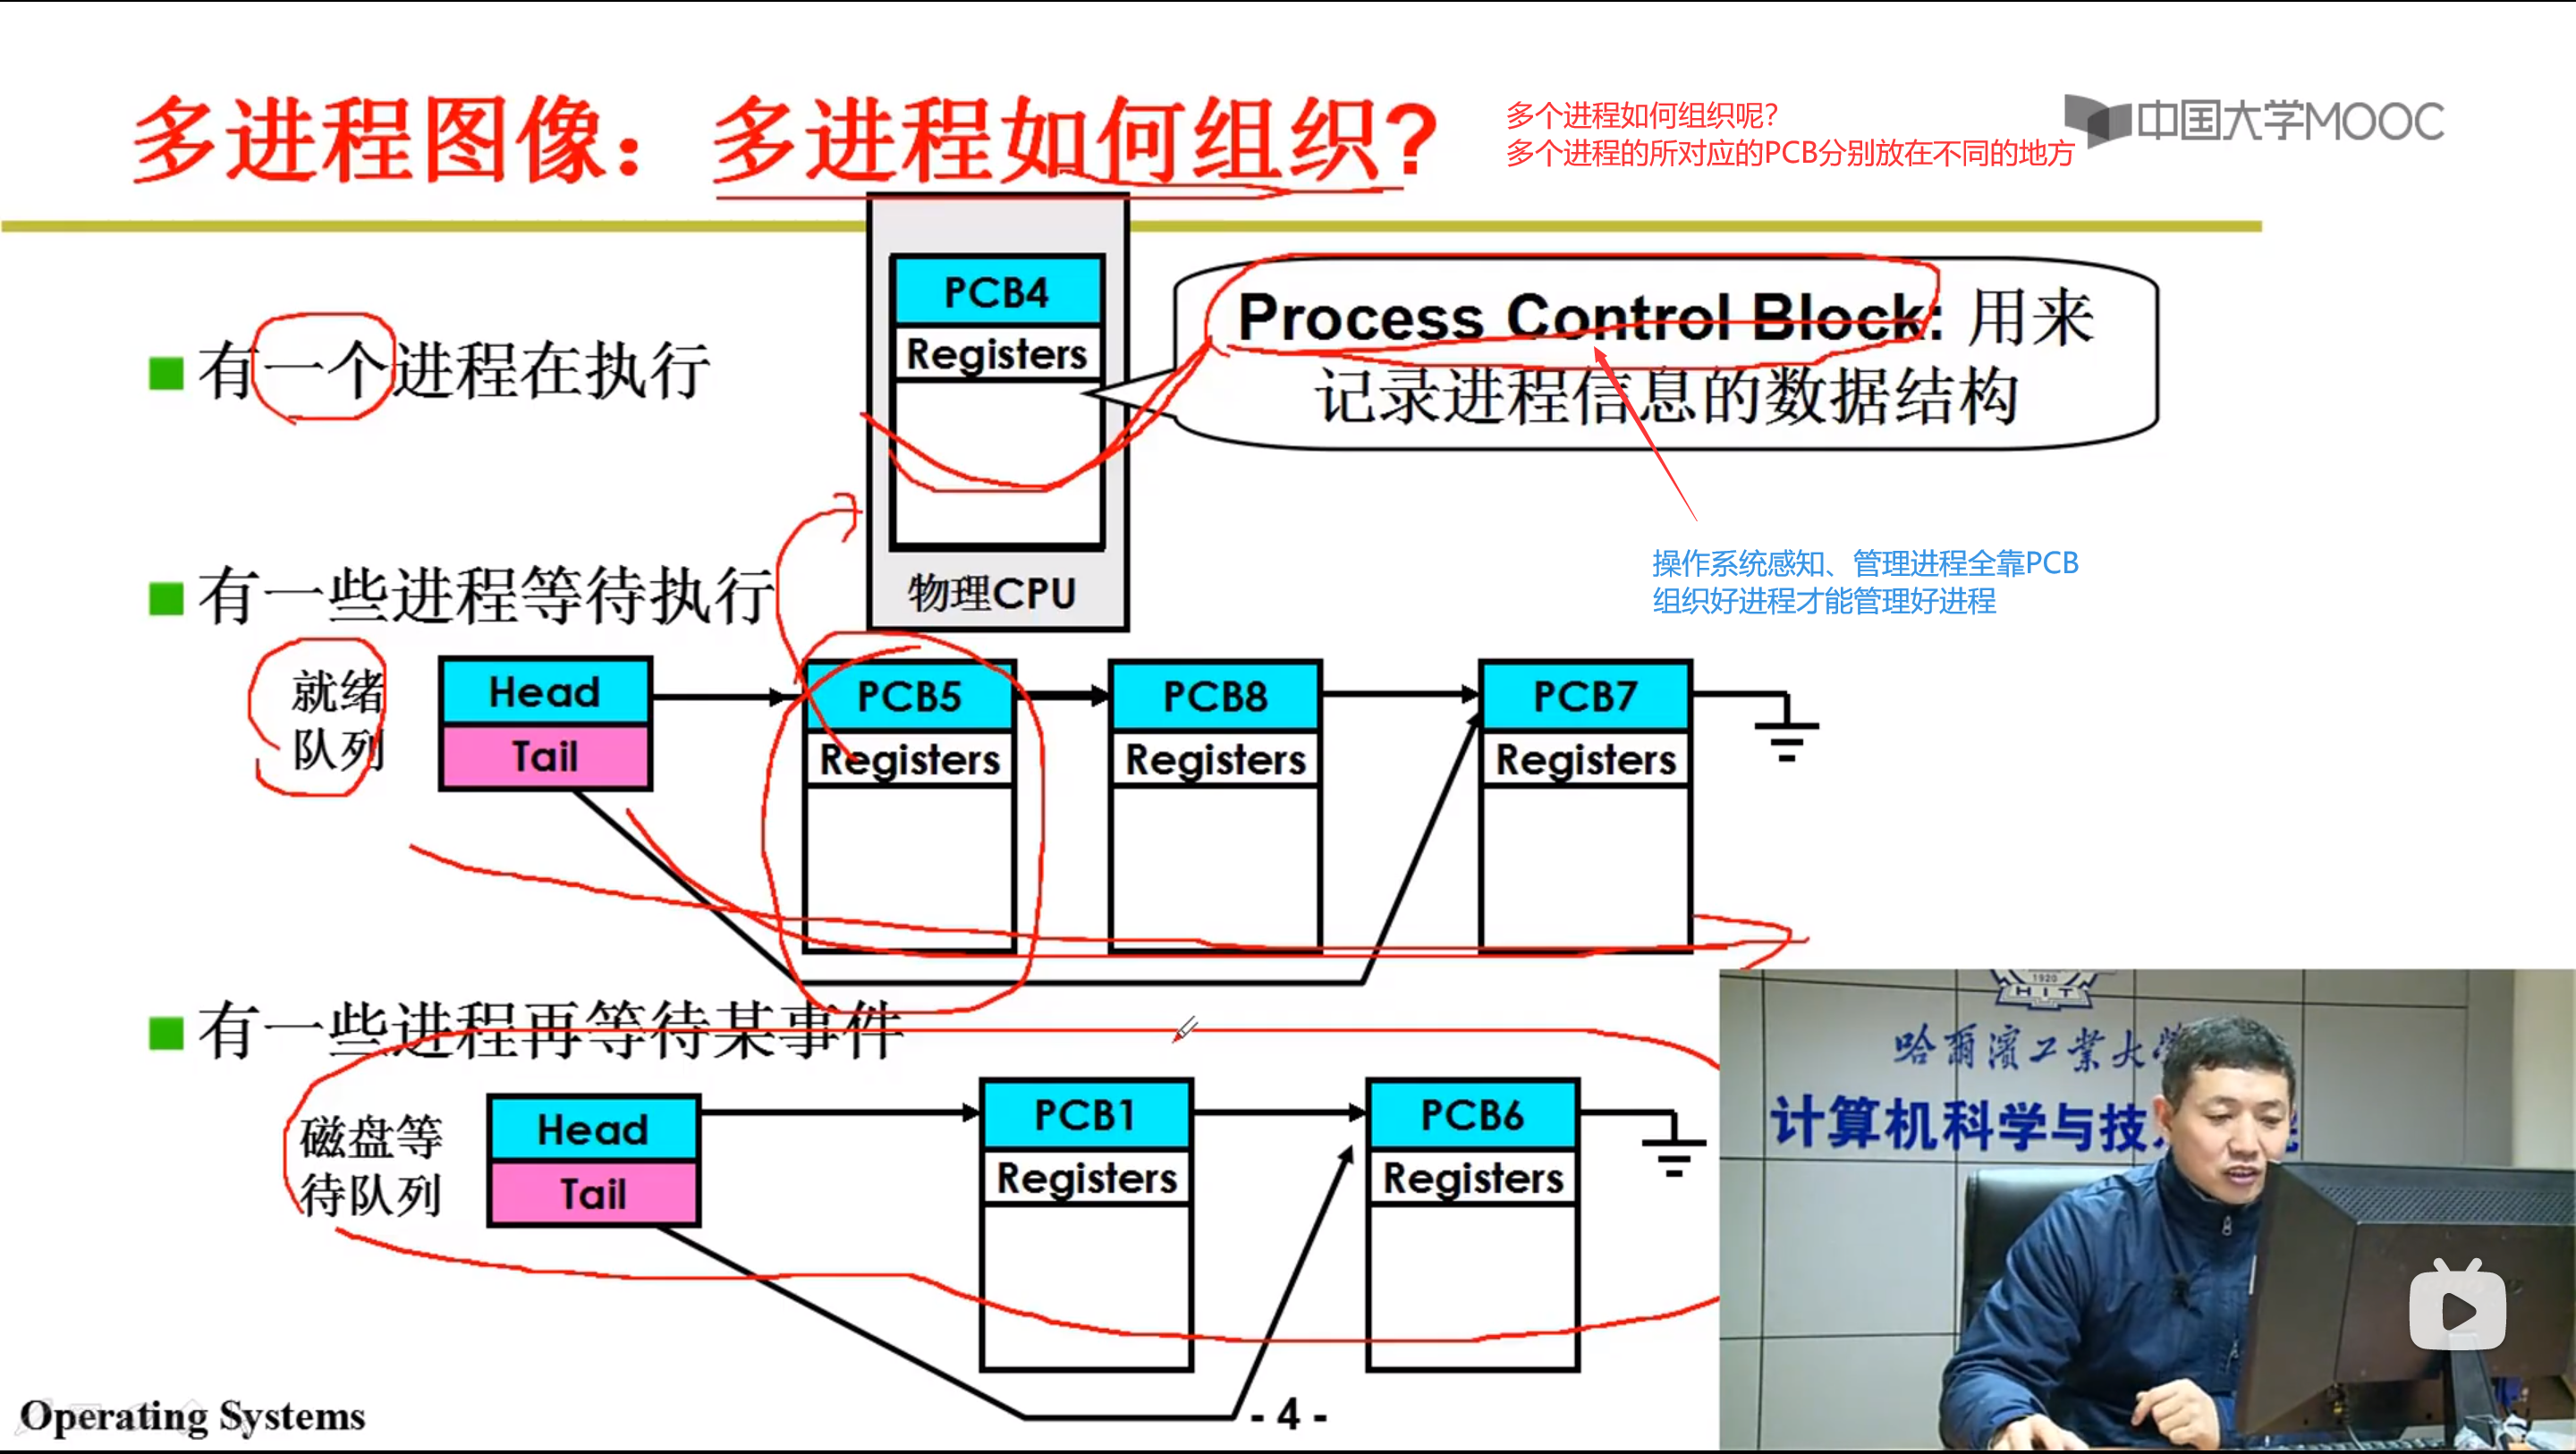 多进程图像：多进程如何组织?
多个进程如何组织呢?
多个进程的所对应的PCB分别放在不同的地方
中国大学MOOC
PCB4
Registers
物理CPU
Process Control Block: 用来
记录进程信息的数据结构
有一个进程在执行
操作系统感知、管理进程全靠PCB
组织好进程才能管理好进程
有一些进程等待执行
就绪
队列
Head
Tail
PCB5
Registers
PCB8
Registers
PCB7
Registers
有一些进程再等待某事件
磁盘等
待队列
Head
Tail
PCB1
Registers
PCB6
Registers
1920
HIT
哈爾濱工業大
计算机科学与技
Operating Systems
- 4 -